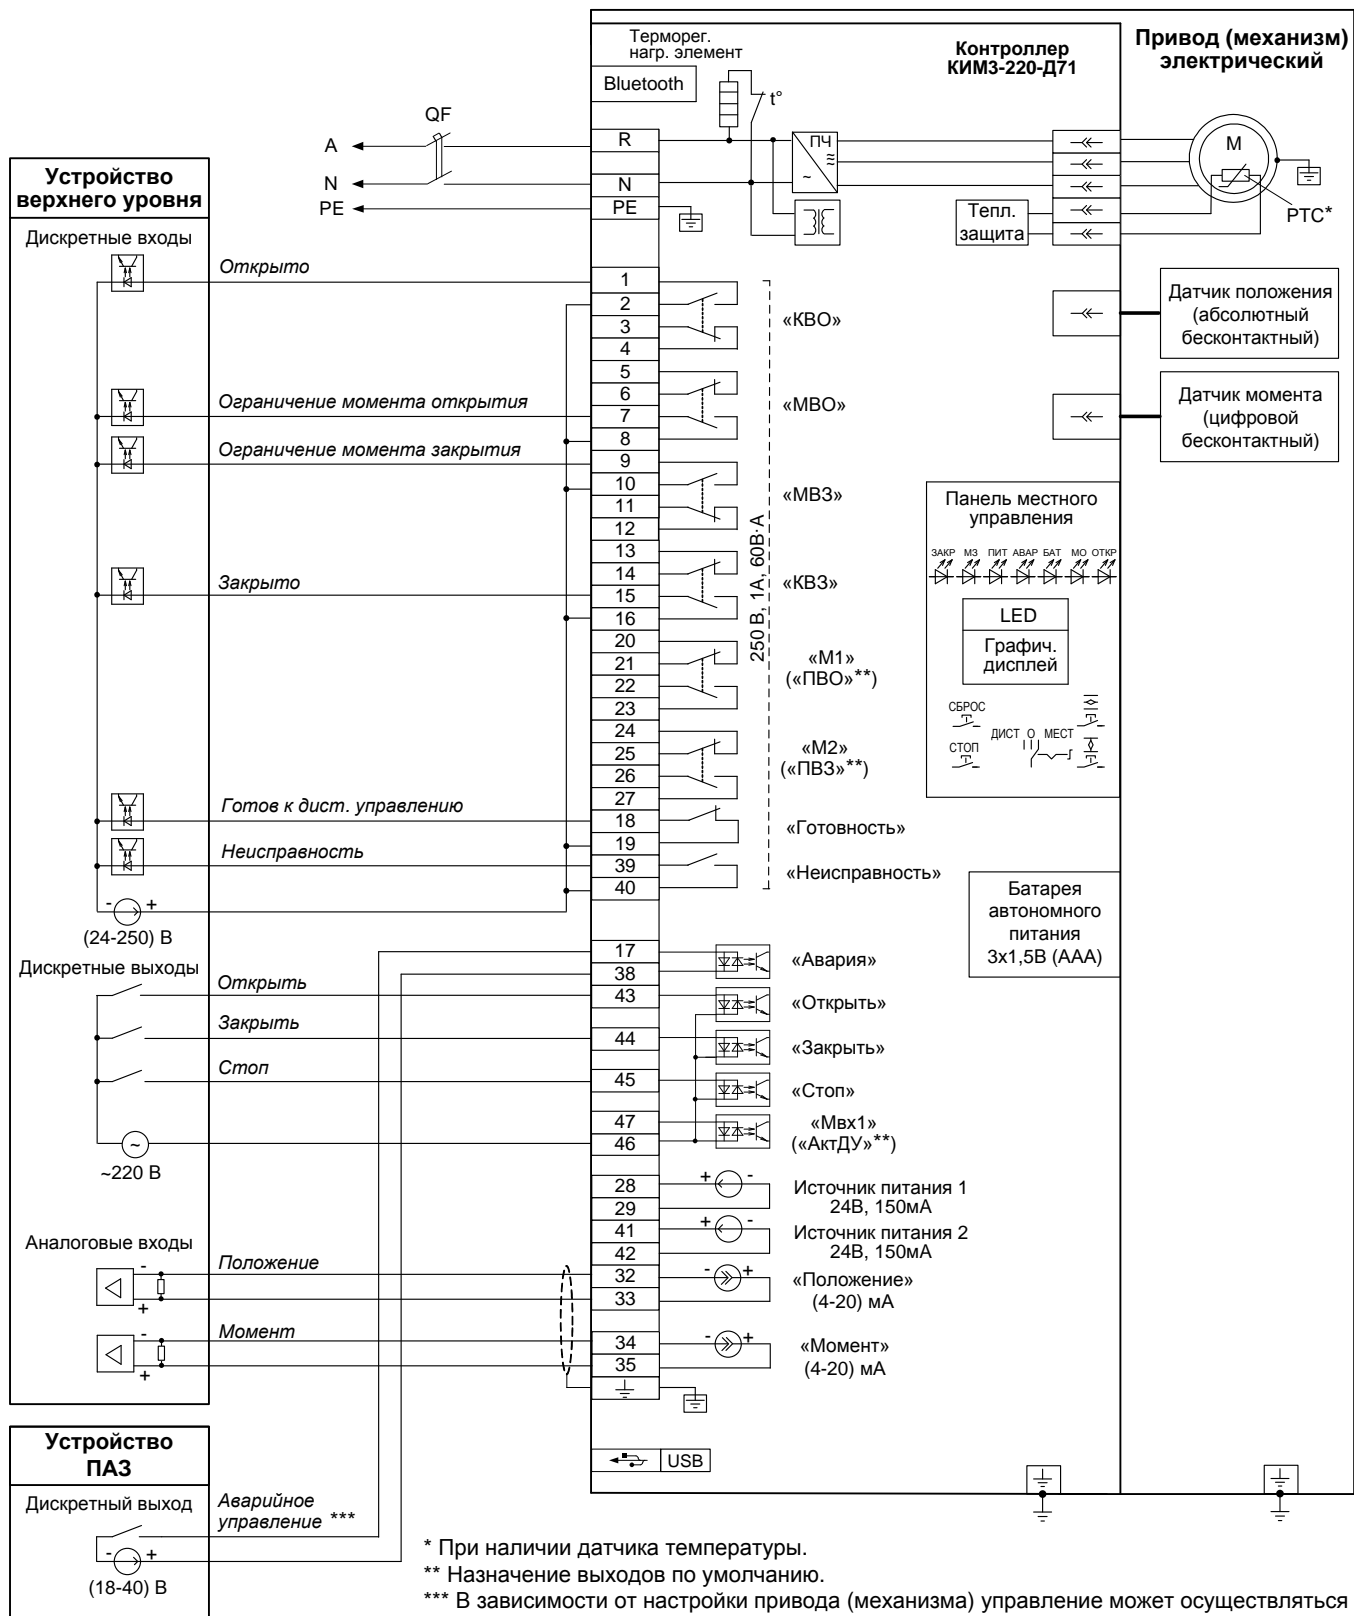 Терморег.
нагр. элемент
Контроллер
КИМ3-220-Д71
Привод (механизм)
электрический
Bluetooth
t°
QF
A
R
ПЧ
≂
~
M
N
N
PE
PE
Тепл.
защита
PTC*
Устройство
верхнего уровня
Дискретные входы
Открыто
1
2
3
4
«КВО»
Датчик положения
(абсолютный
бесконтактный)
5
6
7
8
Ограничение момента открытия
«МВО»
Датчик момента
(цифровой
бесконтактный)
Ограничение момента закрытия
9
10
11
12
«МВЗ»
250 В, 1А, 60В·А
Панель местного
управления
ЗАКР МЗ ПИТ АВАР БАТ МО ОТКР
Закрыто
13
14
15
16
«КВЗ»
LED
Графич.
дисплей
20
21
22
23
«М1»
(«ПВО»**)
СБРОС
СТОП
ДИСТ О МЕСТ
24
25
26
27
«М2»
(«ПВЗ»**)
Готов к дист. управлению
18
19
«Готовность»
Неисправность
39
40
«Неисправность»
- +
(24-250) В
Батарея
автономного
питания
3х1,5В (ААА)
17
38
«Авария»
Дискретные выходы
Открыть
43
«Открыть»
Закрыть
44
«Закрыть»
Стоп
45
«Стоп»
47
46
«Мвх1»
(«АктДУ»**)
~
~220 В
28
29
+ -
Источник питания 1
24В, 150мА
41
42
+ -
Источник питания 2
24В, 150мА
Аналоговые входы
Положение
-
+
32
33
- +
«Положение»
(4-20) мА
Момент
-
+
34
35
- +
«Момент»
(4-20) мА
USB
Устройство
ПАЗ
Дискретный выход
Аварийное
управление ***
- +
(18-40) В
* При наличии датчика температуры.
** Назначение выходов по умолчанию.
*** В зависимости от настройки привода (механизма) управление может осуществляться